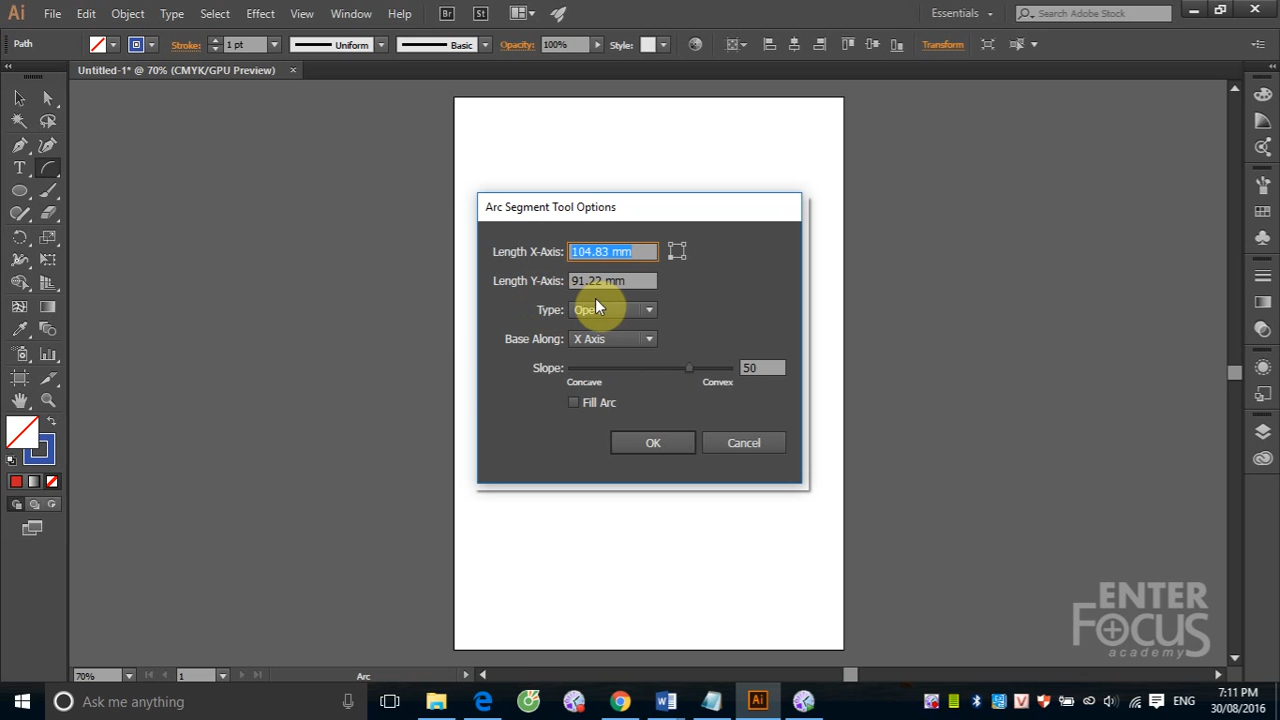 Ai File Edit Object Type Select Effect View Window Help Br St Essentials Search Adobe Stock
Path Stroke: 1 pt Uniform Basic Opacity: 100% Style: Transform
Untitled-1* @ 70% (CMYK/GPU Preview) ×
Arc Segment Tool Options
Length X-Axis: 104.83 mm
Length Y-Axis: 91.22 mm
Type:
Base Along: X Axis
Slope: 50
Concave Convex
Fill Arc
OK Cancel
ENTER
FOCUS
academy
70% 1 Arc
Ask me anything Ai ENG 7:11 PM
30/08/2016